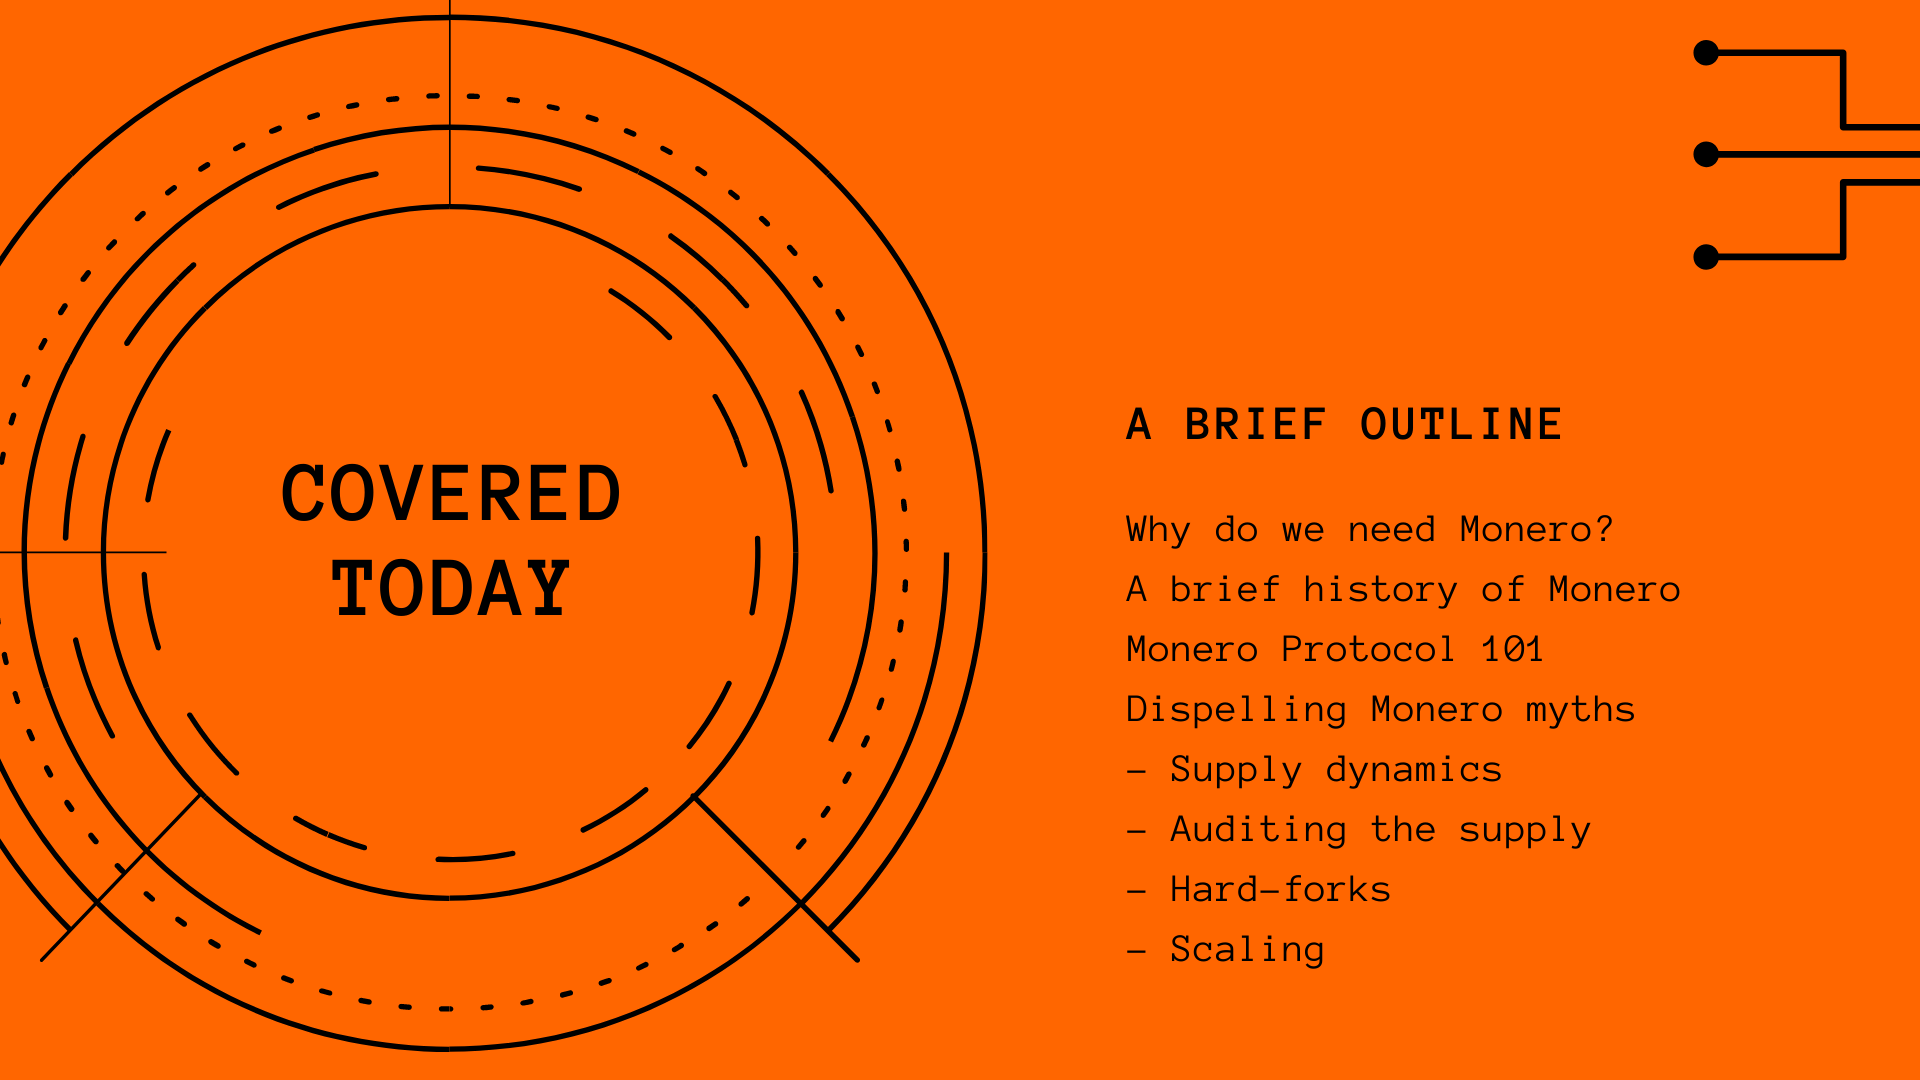 COVERED
TODAY
A BRIEF OUTLINE
Why do we need Monero?
A brief history of Monero
Monero Protocol 101
Dispelling Monero myths
– Supply dynamics
– Auditing the supply
– Hard–forks
– Scaling